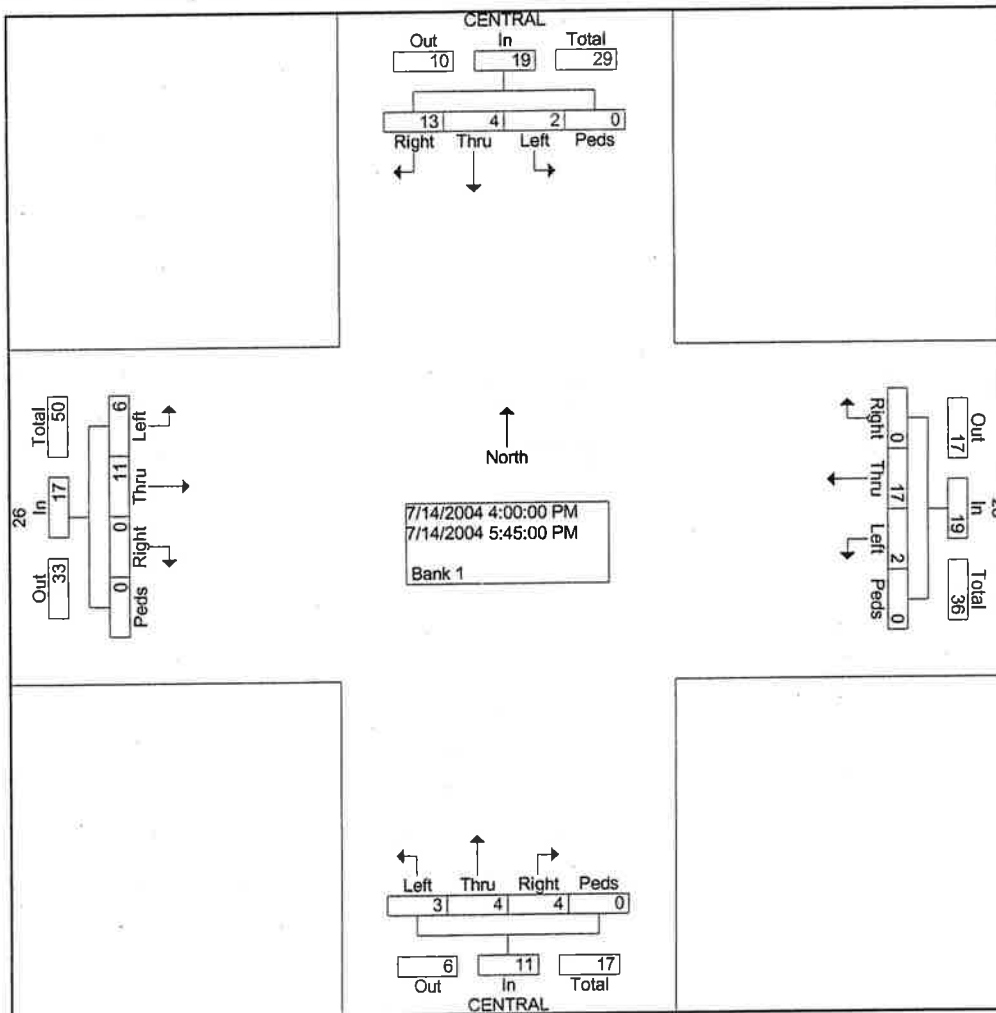 CENTRAL
Out In Total
10 19 29
13 4 2 0
Right Thru Left Peds
Total In Out
50 17 33
26
6 11 0 0
Left Thru Right Peds
North
7/14/2004 4:00:00 PM
7/14/2004 5:45:00 PM
Bank 1
Right Thru Left Peds
0 17 2 0
Out In Total
17 19 36
Left Thru Right Peds
3 4 4 0
6 11 17
Out In Total
CENTRAL